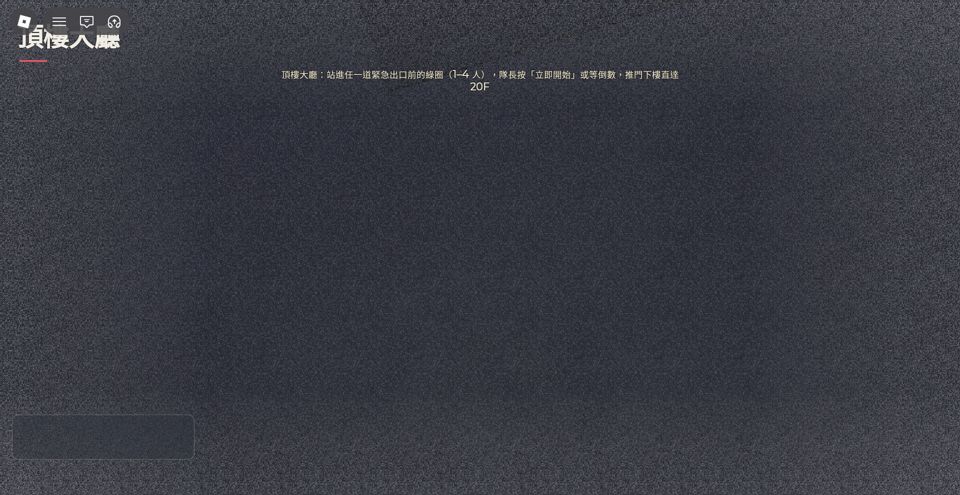 頂樓大廳
頂樓大廳：站進任一道緊急出口前的綠圈（1–4 人），隊長按「立即開始」或等倒數，推門下樓直達
20F